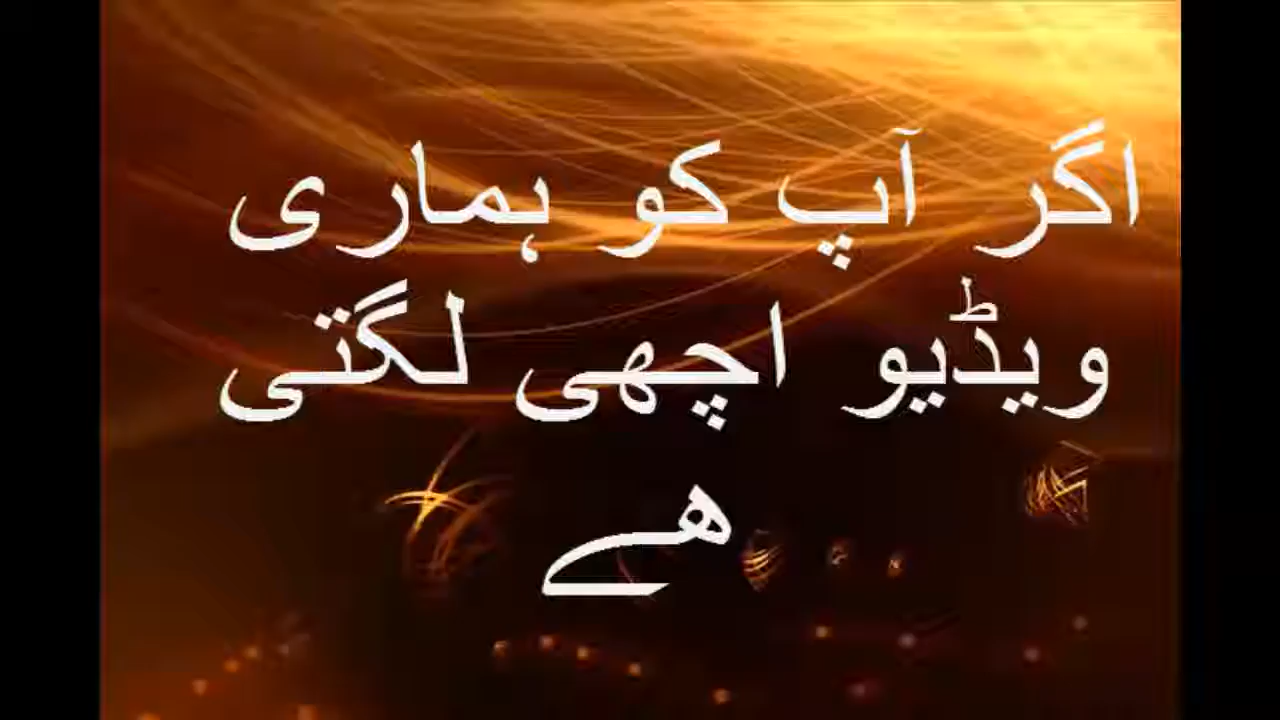 اگر آپ کو ہماری
ویڈیو اچھی لگتی
ھے